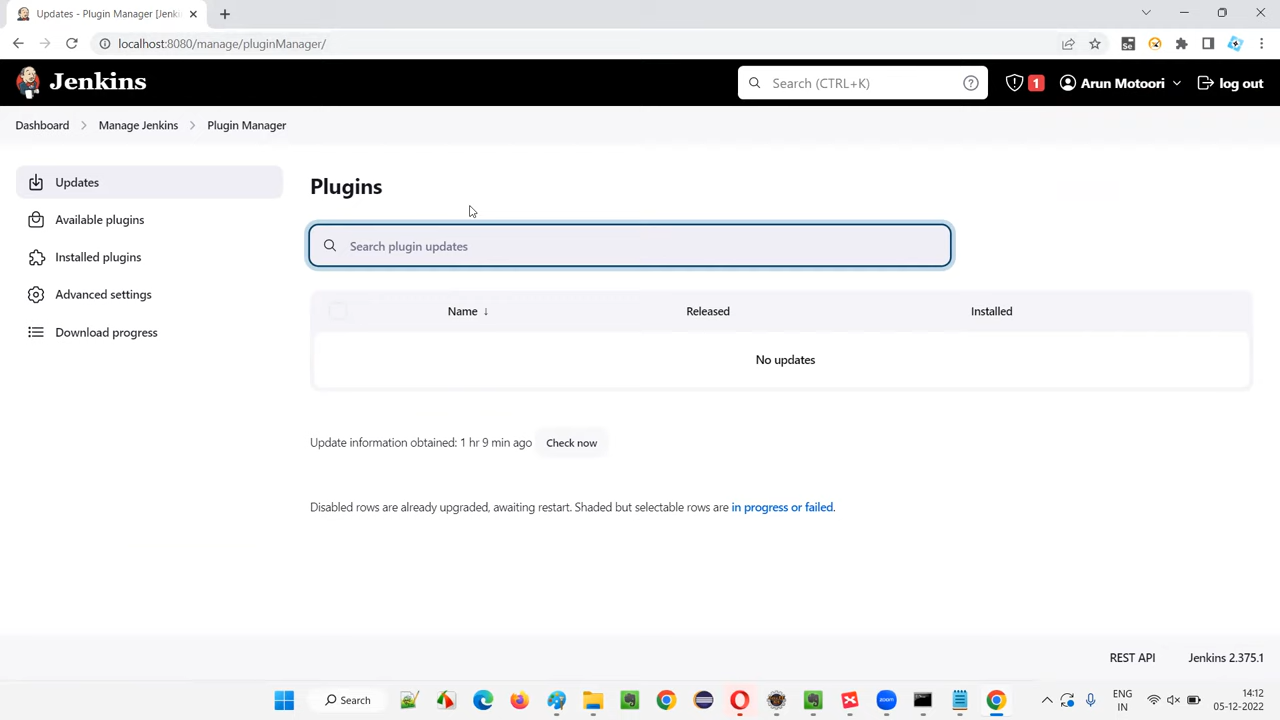 Updates - Plugin Manager [Jenk
localhost:8080/manage/pluginManager/
Jenkins
Search (CTRL+K)
1
Arun Motoori
log out
Dashboard
Manage Jenkins
Plugin Manager
Updates
Available plugins
Installed plugins
Advanced settings
Download progress
Plugins
Search plugin updates
Name ↓ Released Installed
No updates
Update information obtained: 1 hr 9 min ago
Check now
Disabled rows are already upgraded, awaiting restart. Shaded but selectable rows are in progress or failed.
REST API
Jenkins 2.375.1
Search
zoom
ENG
IN
14:12
05-12-2022